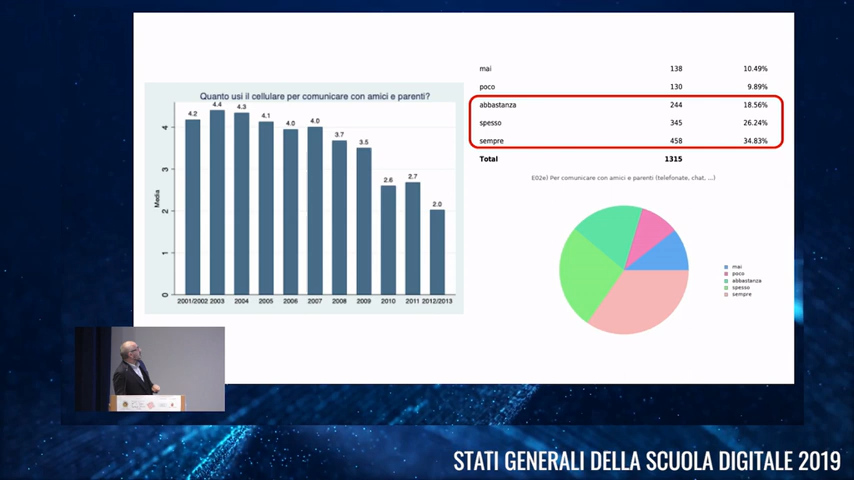 Quanto usi il cellulare per comunicare con amici e parenti?
4.2 4.4 4.3 4.1 4.0 4.0 3.7 3.5 2.6 2.7 2.0
Media
4
3
2
1
0
2001/2002 2003 2004 2005 2006 2007 2008 2009 2010 2011 2012/2013
mai 138 10.49%
poco 130 9.89%
abbastanza 244 18.56%
spesso 345 26.24%
sempre 458 34.83%
Total 1315
E02e) Per comunicare con amici e parenti (telefonate, chat, ...)
mai
poco
abbastanza
spesso
sempre
STATI GENERALI DELLA SCUOLA DIGITALE 2019